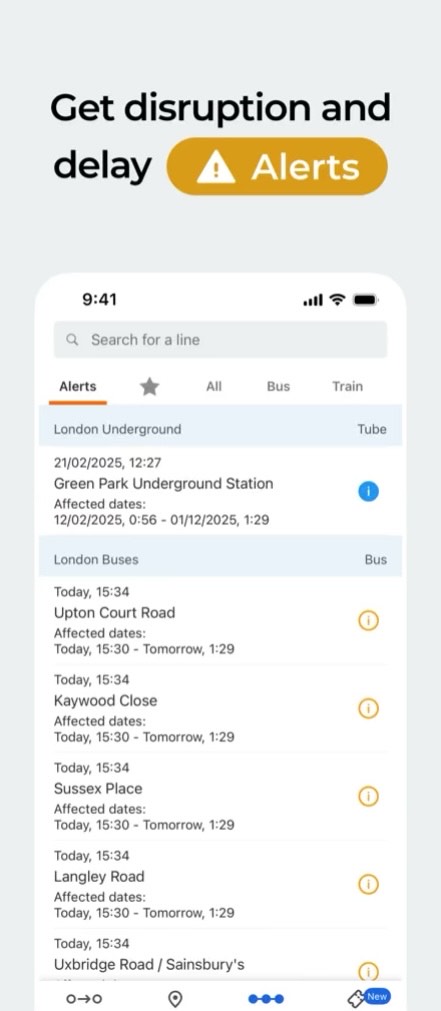 Get disruption and
delay Alerts
9:41
Search for a line
Alerts All Bus Train
London Underground Tube
21/02/2025, 12:27
Green Park Underground Station
Affected dates:
12/02/2025, 0:56 - 01/12/2025, 1:29
London Buses Bus
Today, 15:34
Upton Court Road
Affected dates:
Today, 15:30 - Tomorrow, 1:29
Today, 15:34
Kaywood Close
Affected dates:
Today, 15:30 - Tomorrow, 1:29
Today, 15:34
Sussex Place
Affected dates:
Today, 15:30 - Tomorrow, 1:29
Today, 15:34
Langley Road
Affected dates:
Today, 15:30 - Tomorrow, 1:29
Today, 15:34
Uxbridge Road / Sainsbury's
New